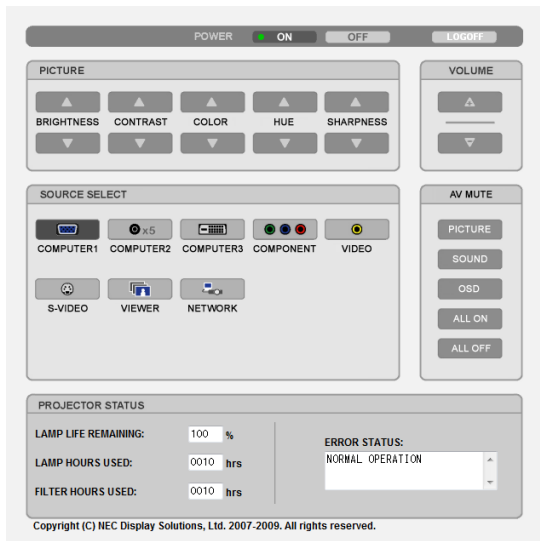 POWER ON OFF LOGOFF
PICTURE
BRIGHTNESS CONTRAST COLOR HUE SHARPNESS
VOLUME
SOURCE SELECT
x5
COMPUTER1 COMPUTER2 COMPUTER3 COMPONENT VIDEO
S-VIDEO VIEWER NETWORK
AV MUTE
PICTURE
SOUND
OSD
ALL ON
ALL OFF
PROJECTOR STATUS
LAMP LIFE REMAINING: 100 %
LAMP HOURS USED: 0010 hrs
FILTER HOURS USED: 0010 hrs
ERROR STATUS:
NORMAL OPERATION
Copyright (C) NEC Display Solutions, Ltd. 2007-2009. All rights reserved.